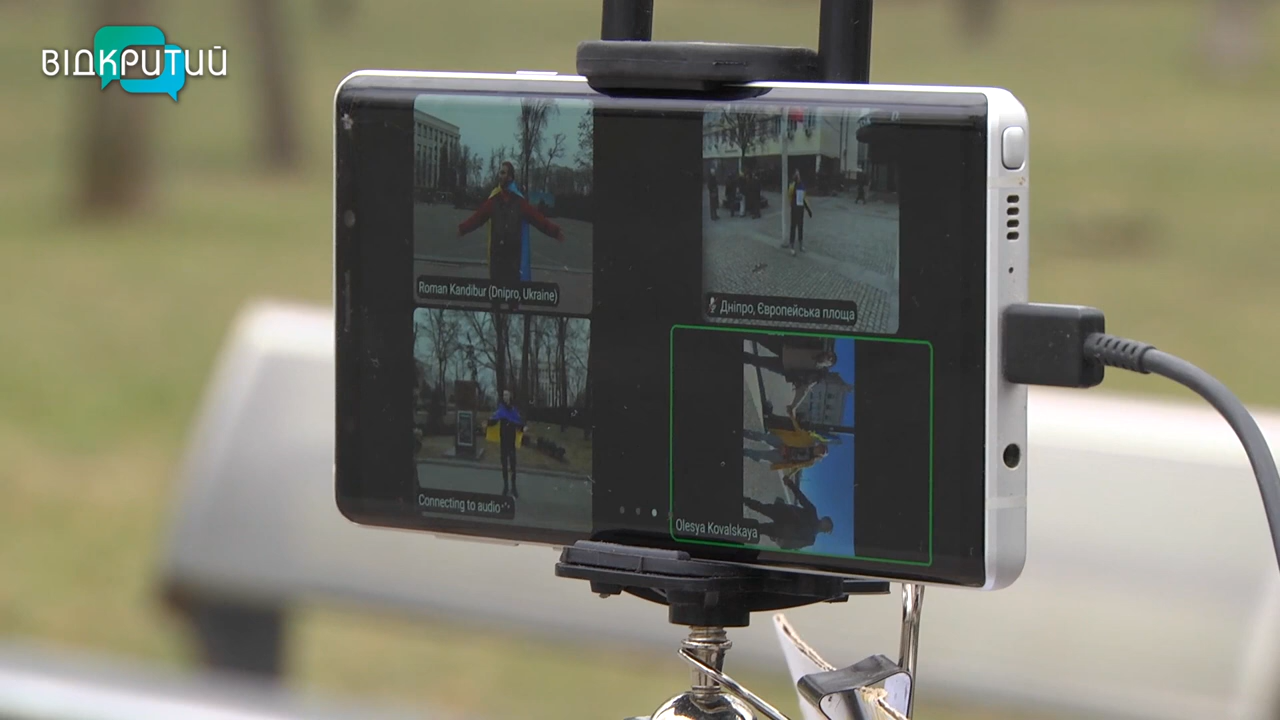 ВІДКРИТИЙ
Roman Kandibur (Dnipro, Ukraine)
Дніпро, Європейська площа
Connecting to audio
Olesya Kovalskaya